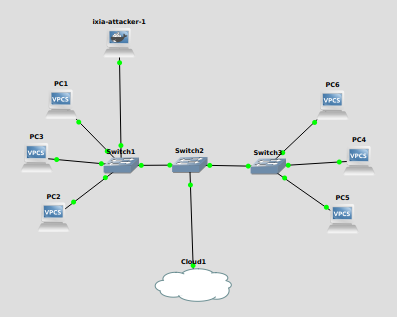 ixia-attacker-1
PC1
VPCS
PC6
VPCS
PC3
VPCS
Switch1
Switch2
Switch3
PC4
VPCS
PC2
VPCS
PC5
VPCS
Cloud1